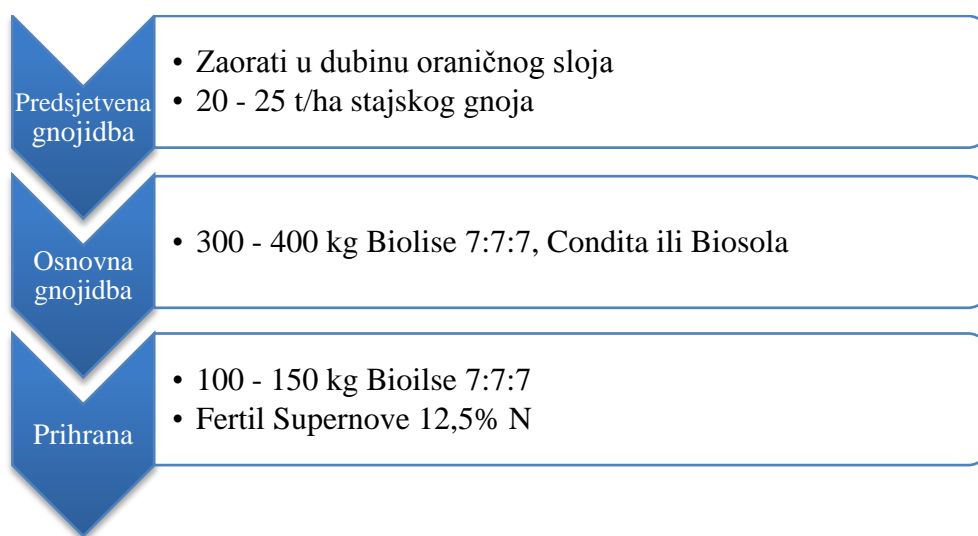 Predsjetvena
gnojidba
• Zaorati u dubinu oraničnog sloja
• 20 - 25 t/ha stajskog gnoja
Osnovna
gnojidba
• 300 - 400 kg Biolise 7:7:7, Condita ili Biosola
Prihrana
• 100 - 150 kg Bioilse 7:7:7
• Fertil Supernove 12,5% N